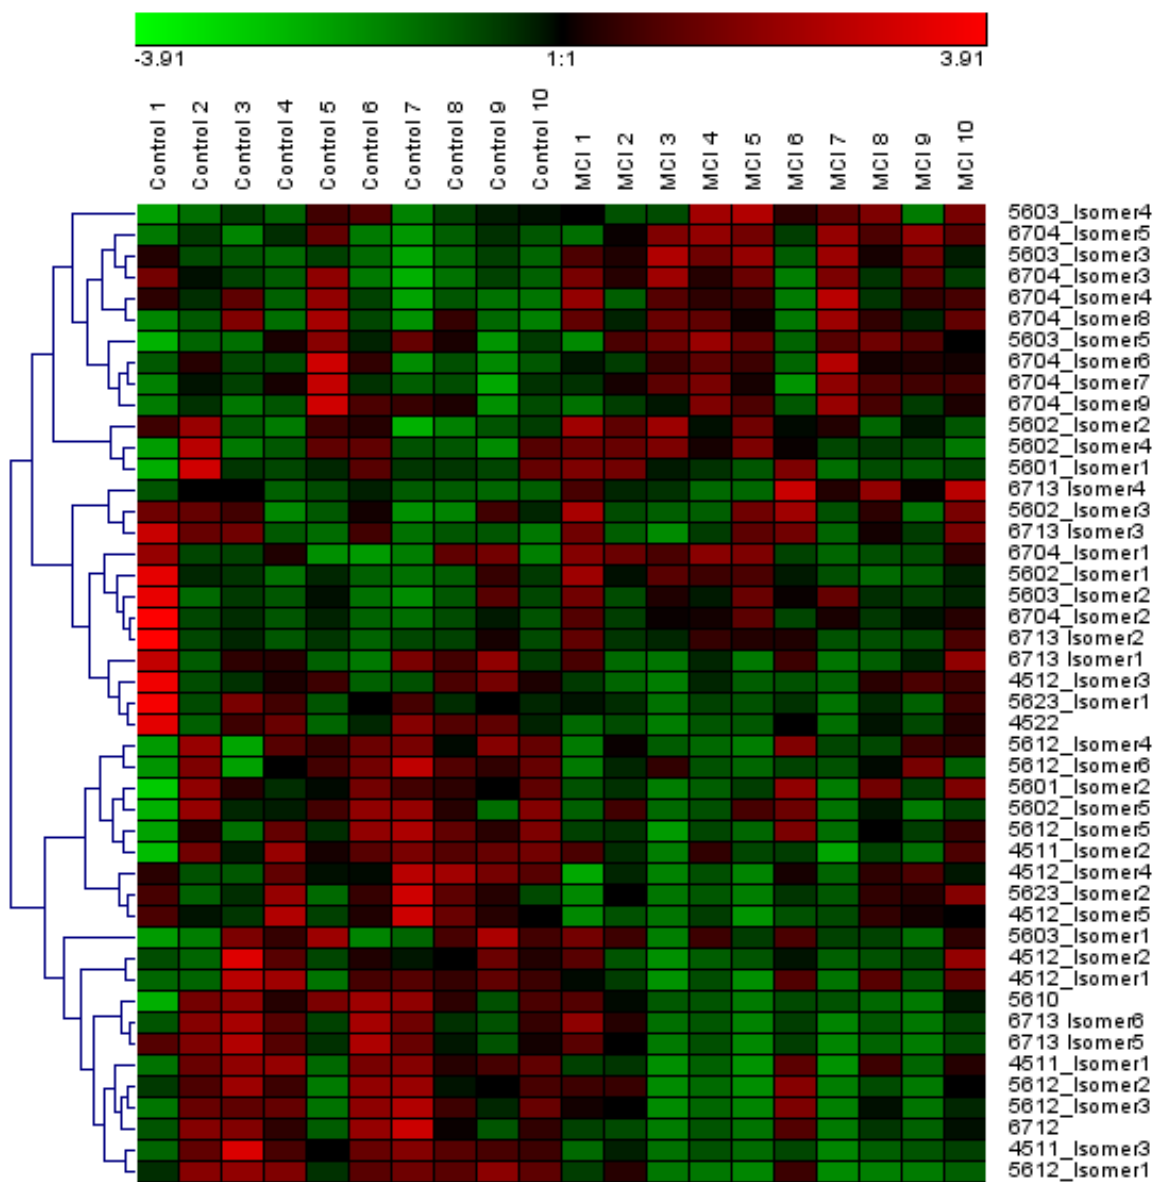 -3.91 1:1 3.91
Control 1
Control 2
Control 3
Control 4
Control 5
Control 6
Control 7
Control 8
Control 9
Control 10
MCI 1
MCI 2
MCI 3
MCI 4
MCI 5
MCI 6
MCI 7
MCI 8
MCI 9
MCI 10
5603_Isomer4
6704_Isomer5
5603_Isomer3
6704_Isomer3
6704_Isomer4
6704_Isomer8
5603_Isomer5
6704_Isomer6
6704_Isomer7
6704_Isomer9
5602_Isomer2
5602_Isomer4
5601_Isomer1
6713 Isomer4
5602_Isomer3
6713 Isomer3
6704_Isomer1
5602_Isomer1
5603_Isomer2
6704_Isomer2
6713 Isomer2
6713 Isomer1
4512_Isomer3
5623_Isomer1
4522
5612_Isomer4
5612_Isomer6
5601_Isomer2
5602_Isomer5
5612_Isomer5
4511_Isomer2
4512_Isomer4
5623_Isomer2
4512_Isomer5
5603_Isomer1
4512_Isomer2
4512_Isomer1
5610
6713 Isomer6
6713 Isomer5
4511_Isomer1
5612_Isomer2
5612_Isomer3
6712
4511_Isomer3
5612_Isomer1